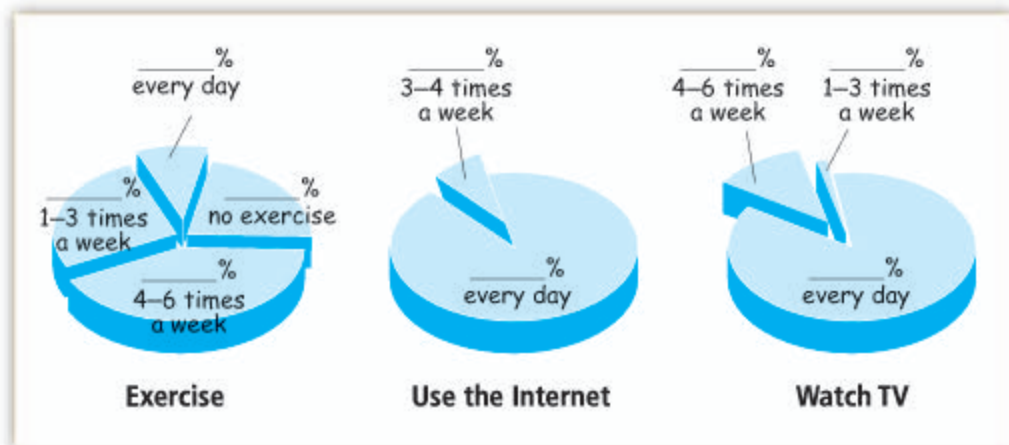 ______%
every day
______%
1–3 times
a week
______%
no exercise
______%
4–6 times
a week
Exercise
______%
3–4 times
a week
______%
every day
Use the Internet
______%
4–6 times
a week
______%
1–3 times
a week
______%
every day
Watch TV